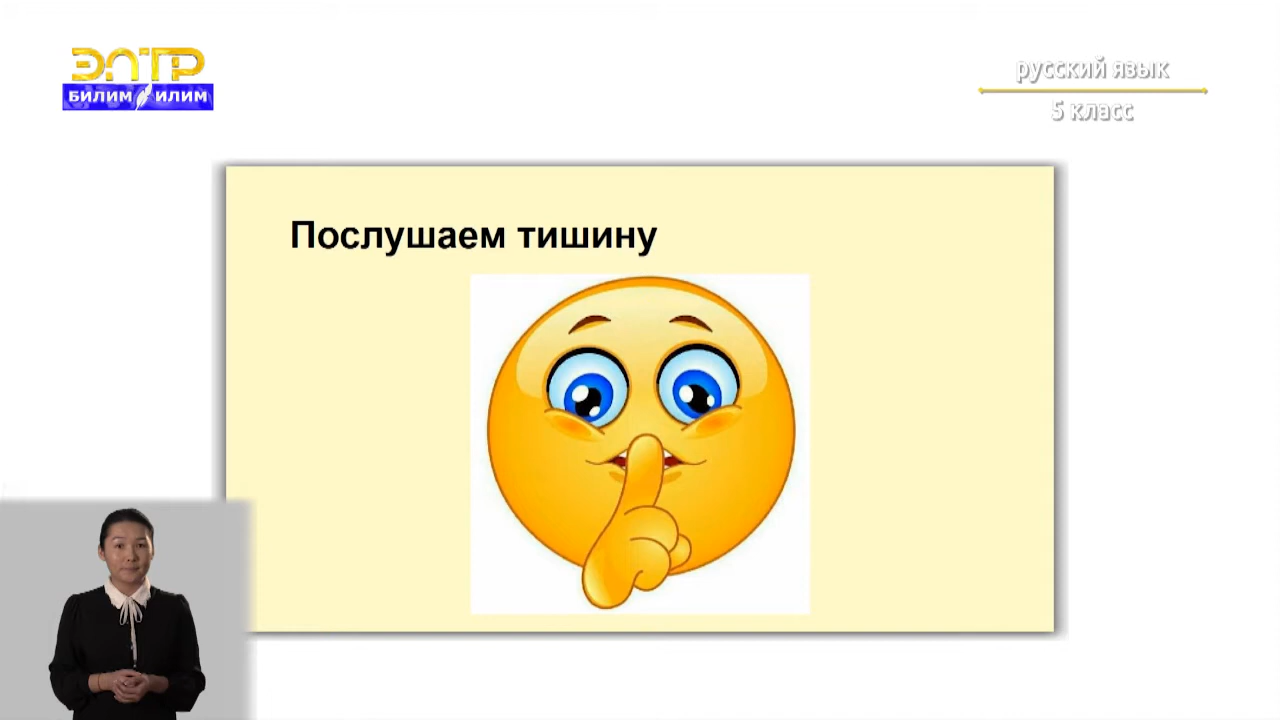 ЭЛТР
БИЛИМ ИЛИМ
русский язык
5 класс
Послушаем тишину